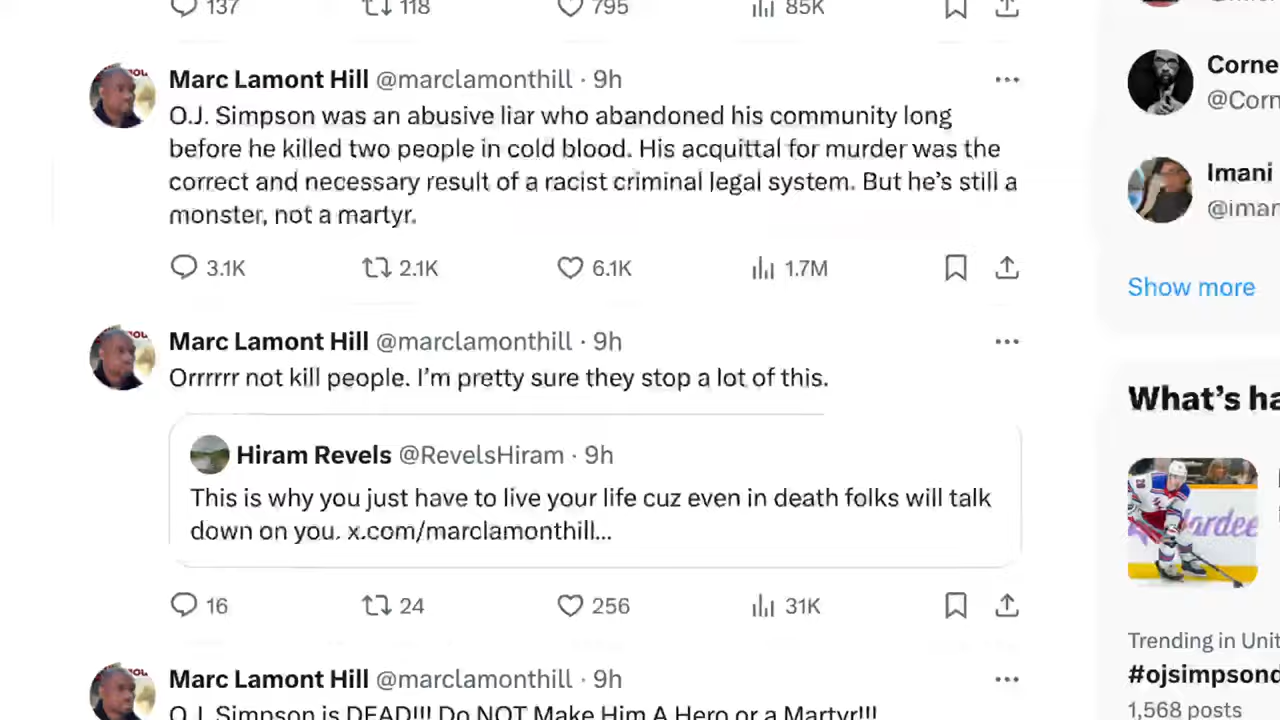 137 118 795 85K
Marc Lamont Hill @marclamonthill · 9h
O.J. Simpson was an abusive liar who abandoned his community long
before he killed two people in cold blood. His acquittal for murder was the
correct and necessary result of a racist criminal legal system. But he's still a
monster, not a martyr.
3.1K 2.1K 6.1K 1.7M
Marc Lamont Hill @marclamonthill · 9h
Orrrrrr not kill people. I'm pretty sure they stop a lot of this.
Hiram Revels @RevelsHiram · 9h
This is why you just have to live your life cuz even in death folks will talk
down on you. x.com/marclamonthill...
16 24 256 31K
Marc Lamont Hill @marclamonthill · 9h
O.J. Simpson is DEAD!!! Do NOT Make Him A Hero or a Martyr!!!
Corne
@Corn
Imani
@iman
Show more
What's ha
Trending in Unit
#ojsimpsond
1,568 posts